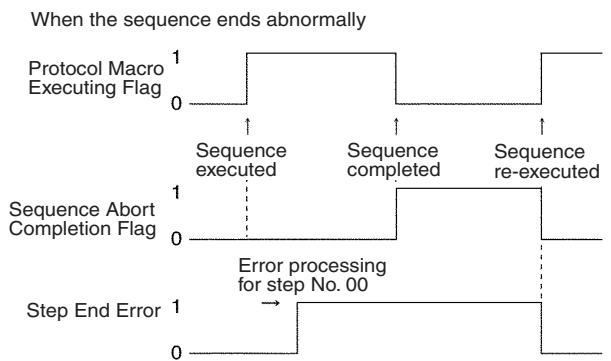 When the sequence ends abnormally
Protocol Macro
Executing Flag
1
0
Sequence
executed
Sequence
completed
Sequence
re-executed
Sequence Abort
Completion Flag
1
0
Error processing
for step No. 00
Step End Error
1
0